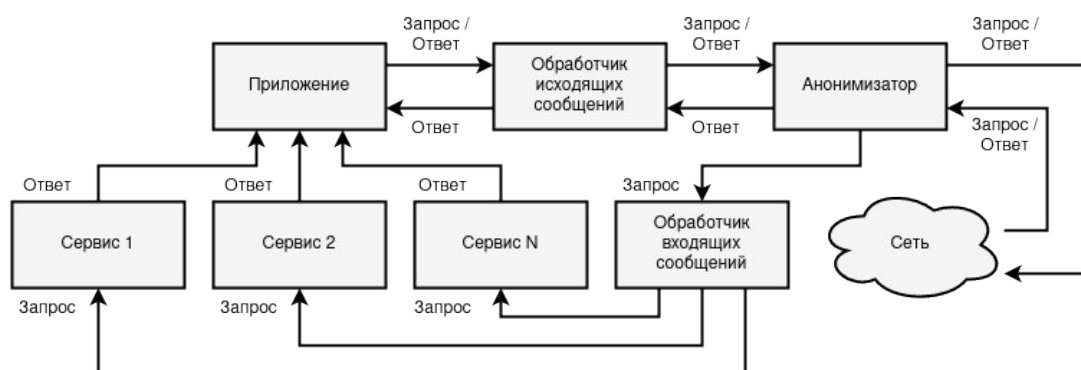 Запрос /
Ответ
Запрос /
Ответ
Запрос /
Ответ
Приложение
Обработчик
исходящих
сообщений
Анонимизатор
Ответ
Ответ
Запрос /
Ответ
Ответ
Ответ
Ответ
Запрос
Сервис 1
Сервис 2
Сервис N
Обработчик
входящих
сообщений
Сеть
Запрос
Запрос
Запрос